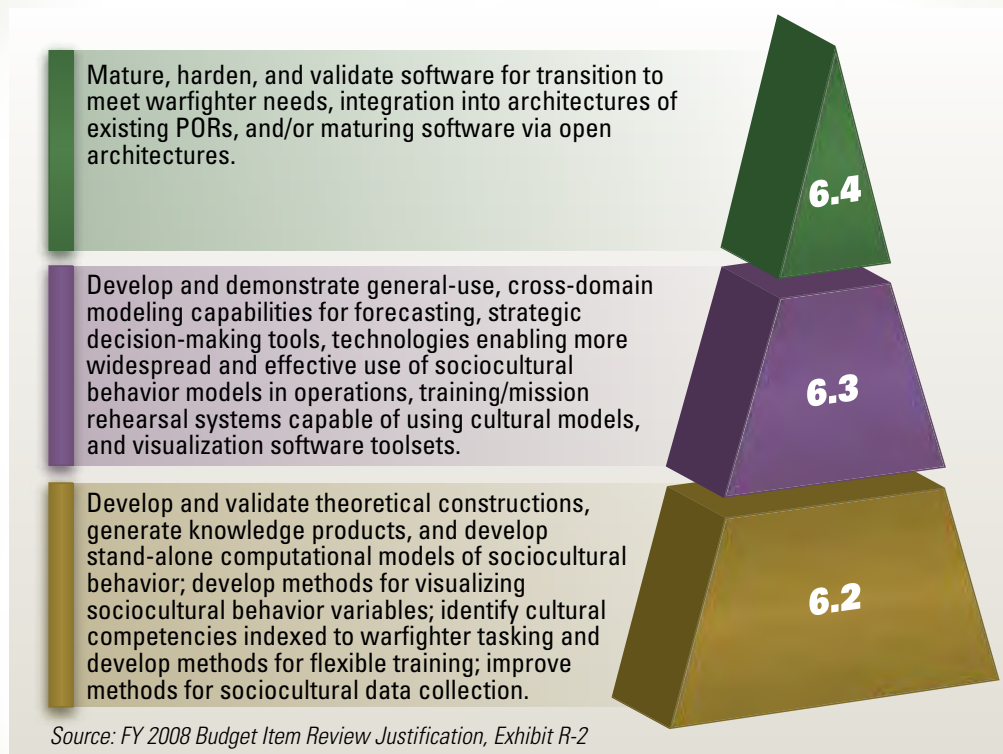 Mature, harden, and validate software for transition to
meet warfighter needs, integration into architectures of
existing PORs, and/or maturing software via open
architectures.
6.4
Develop and demonstrate general-use, cross-domain
modeling capabilities for forecasting, strategic
decision-making tools, technologies enabling more
widespread and effective use of sociocultural
behavior models in operations, training/mission
rehearsal systems capable of using cultural models,
and visualization software toolsets.
6.3
Develop and validate theoretical constructions,
generate knowledge products, and develop
stand-alone computational models of sociocultural
behavior; develop methods for visualizing
sociocultural behavior variables; identify cultural
competencies indexed to warfighter tasking and
develop methods for flexible training; improve
methods for sociocultural data collection.
6.2
Source: FY 2008 Budget Item Review Justification, Exhibit R-2